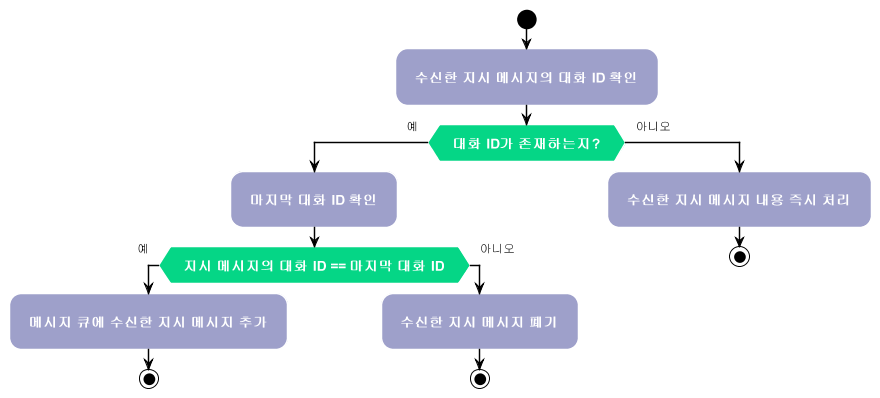 수신한 지시 메시지의 대화 ID 확인
예
아니오
대화 ID가 존재하는지?
마지막 대화 ID 확인
수신한 지시 메시지 내용 즉시 처리
예
아니오
지시 메시지의 대화 ID == 마지막 대화 ID
메시지 큐에 수신한 지시 메시지 추가
수신한 지시 메시지 폐기